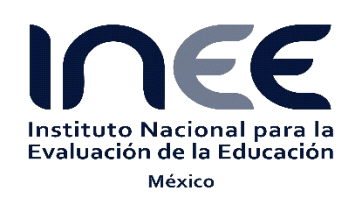 INEE
Instituto Nacional para la
Evaluación de la Educación
México